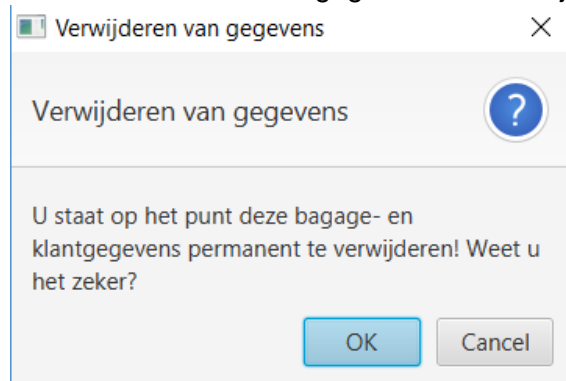 Verwijderen van gegevens
Verwijderen van gegevens
?
U staat op het punt deze bagage- en
klantgegevens permanent te verwijderen! Weet u
het zeker?
OK Cancel